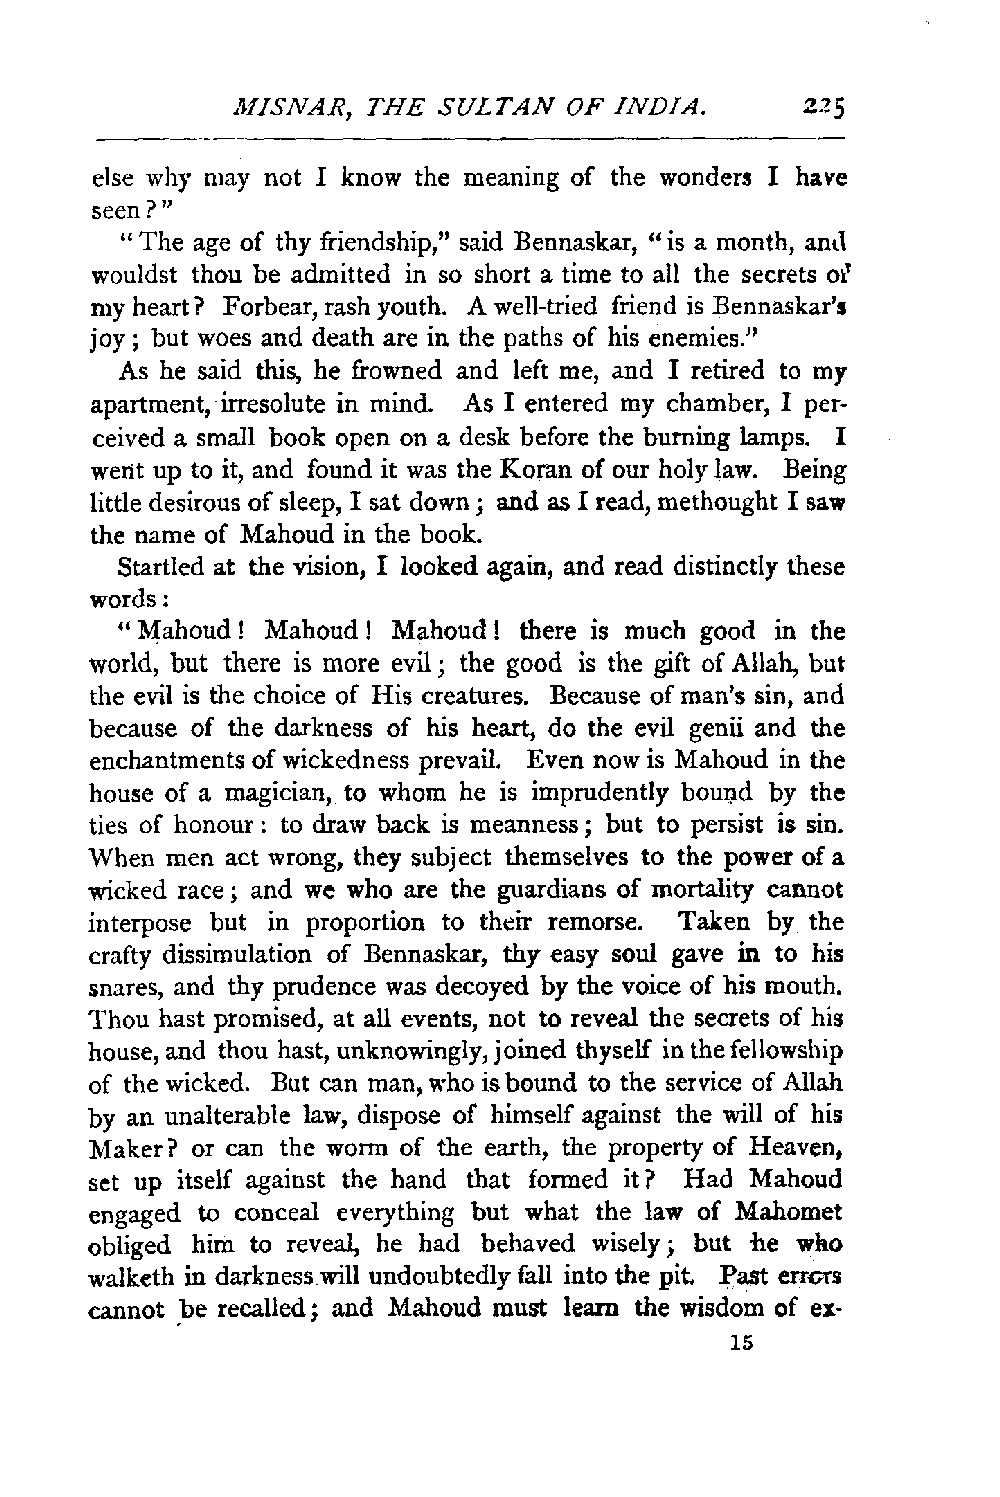 MISNAR, THE SULTAN OF INDIA. 225
else why may not I know the meaning of the wonders I have
seen?"
"The age of thy friendship," said Bennaskar, "is a month, and
wouldst thou be admitted in so short a time to all the secrets of
my heart? Forbear, rash youth. A well-tried friend is Bennaskar's
joy; but woes and death are in the paths of his enemies."
As he said this, he frowned and left me, and I retired to my
apartment, irresolute in mind. As I entered my chamber, I per-
ceived a small book open on a desk before the burning lamps. I
went up to it, and found it was the Koran of our holy law. Being
little desirous of sleep, I sat down; and as I read, methought I saw
the name of Mahoud in the book.
Startled at the vision, I looked again, and read distinctly these
words:
"Mahoud! Mahoud! Mahoud! there is much good in the
world, but there is more evil; the good is the gift of Allah, but
the evil is the choice of His creatures. Because of man's sin, and
because of the darkness of his heart, do the evil genii and the
enchantments of wickedness prevail. Even now is Mahoud in the
house of a magician, to whom he is imprudently bound by the
ties of honour: to draw back is meanness; but to persist is sin.
When men act wrong, they subject themselves to the power of a
wicked race; and we who are the guardians of mortality cannot
interpose but in proportion to their remorse. Taken by the
crafty dissimulation of Bennaskar, thy easy soul gave in to his
snares, and thy prudence was decoyed by the voice of his mouth.
Thou hast promised, at all events, not to reveal the secrets of his
house, and thou hast, unknowingly, joined thyself in the fellowship
of the wicked. But can man, who is bound to the service of Allah
by an unalterable law, dispose of himself against the will of his
Maker? or can the worm of the earth, the property of Heaven,
set up itself against the hand that formed it? Had Mahoud
engaged to conceal everything but what the law of Mahomet
obliged him to reveal, he had behaved wisely; but he who
walketh in darkness will undoubtedly fall into the pit. Past errors
cannot be recalled; and Mahoud must learn the wisdom of ex-
15